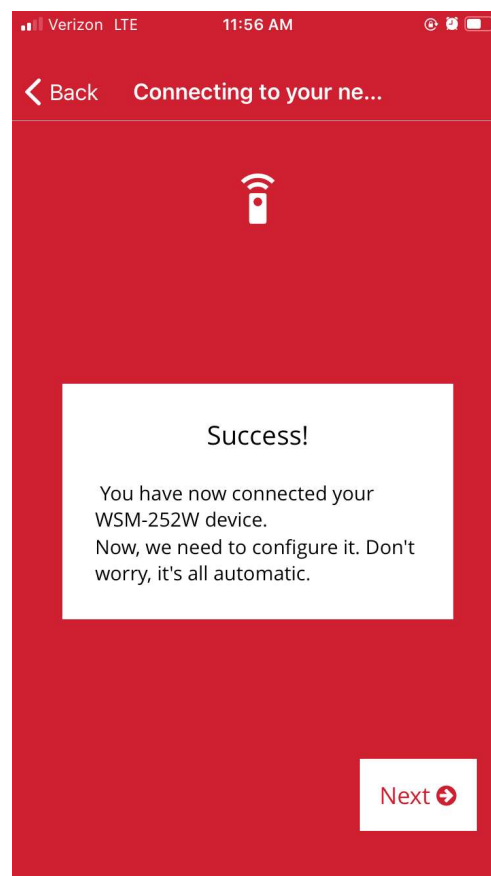 Verizon LTE 11:56 AM
Back Connecting to your ne...
Success!
You have now connected your
WSM-252W device.
Now, we need to configure it. Don't
worry, it's all automatic.
Next